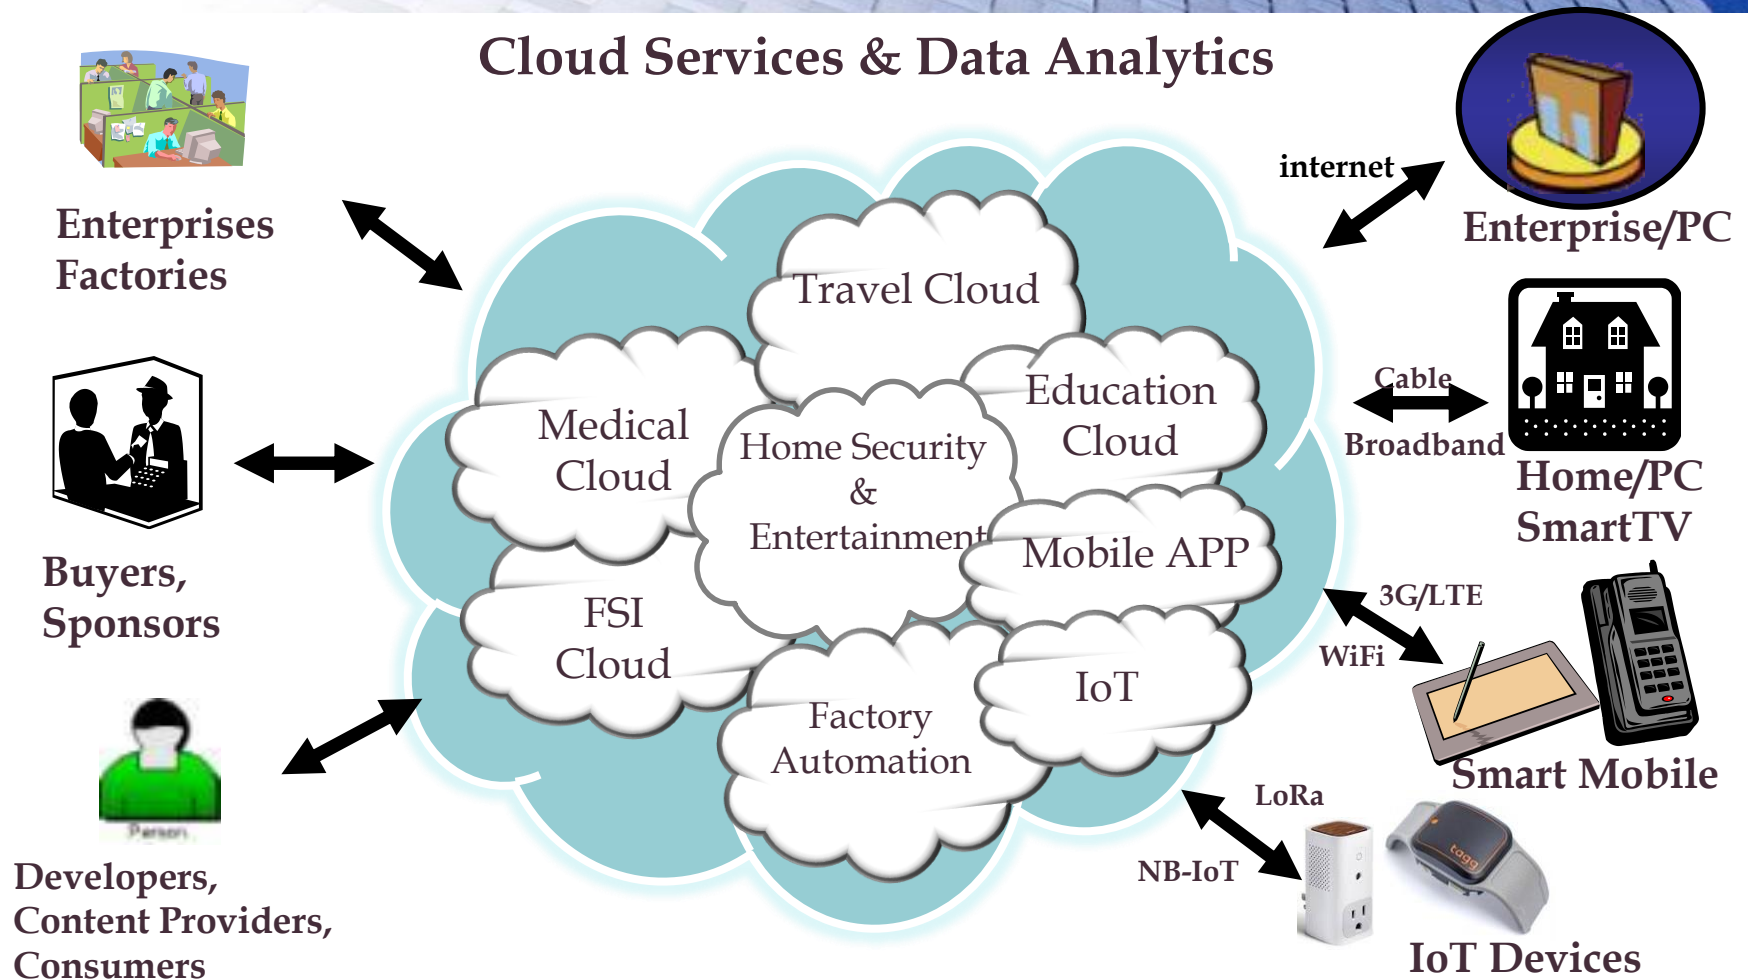 Cloud Services & Data Analytics
Enterprises
Factories
Buyers,
Sponsors
Person
Developers,
Content Providers,
Consumers
Travel Cloud
Medical
Cloud
Education
Cloud
Home Security
&
Entertainment
Mobile APP
FSI
Cloud
IoT
Factory
Automation
internet
Enterprise/PC
Cable
Broadband
Home/PC
SmartTV
3G/LTE
WiFi
Smart Mobile
LoRa
NB-IoT
tagg
IoT Devices